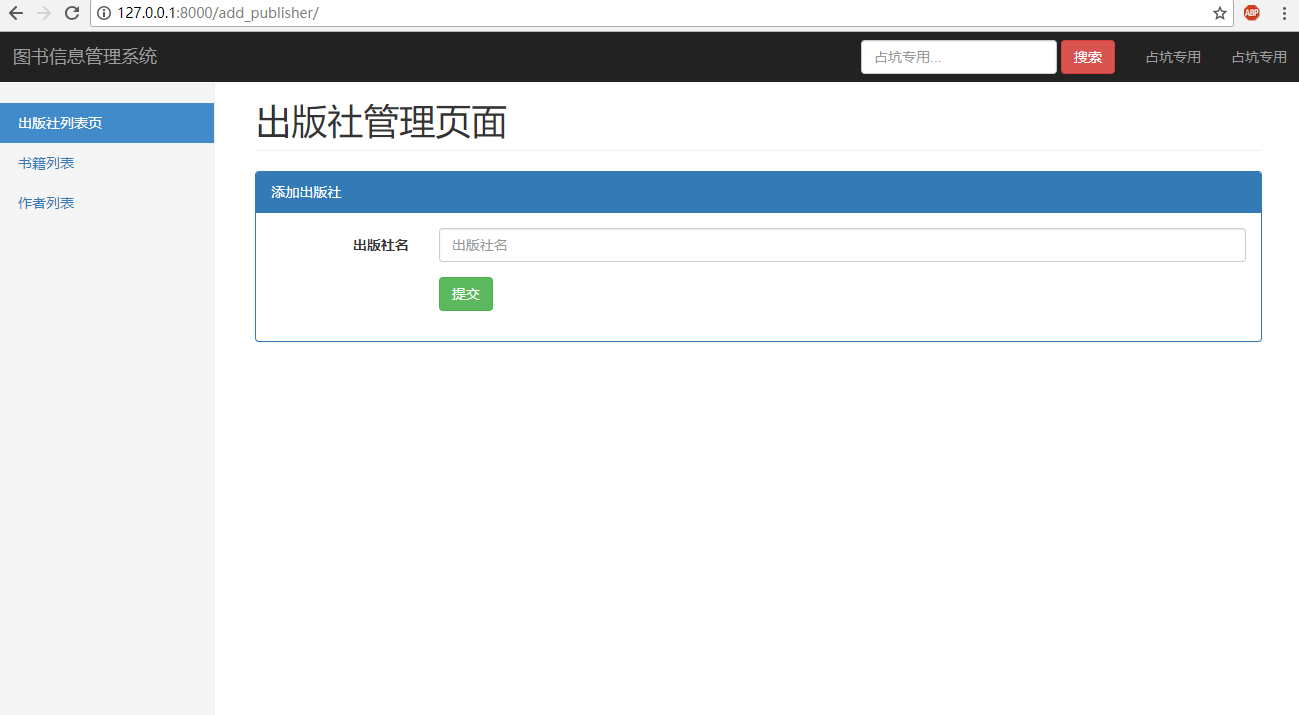 127.0.0.1:8000/add_publisher/
ABP
图书信息管理系统
占坑专用...
搜索
占坑专用
占坑专用
出版社列表页
书籍列表
作者列表
出版社管理页面
添加出版社
出版社名
出版社名
提交